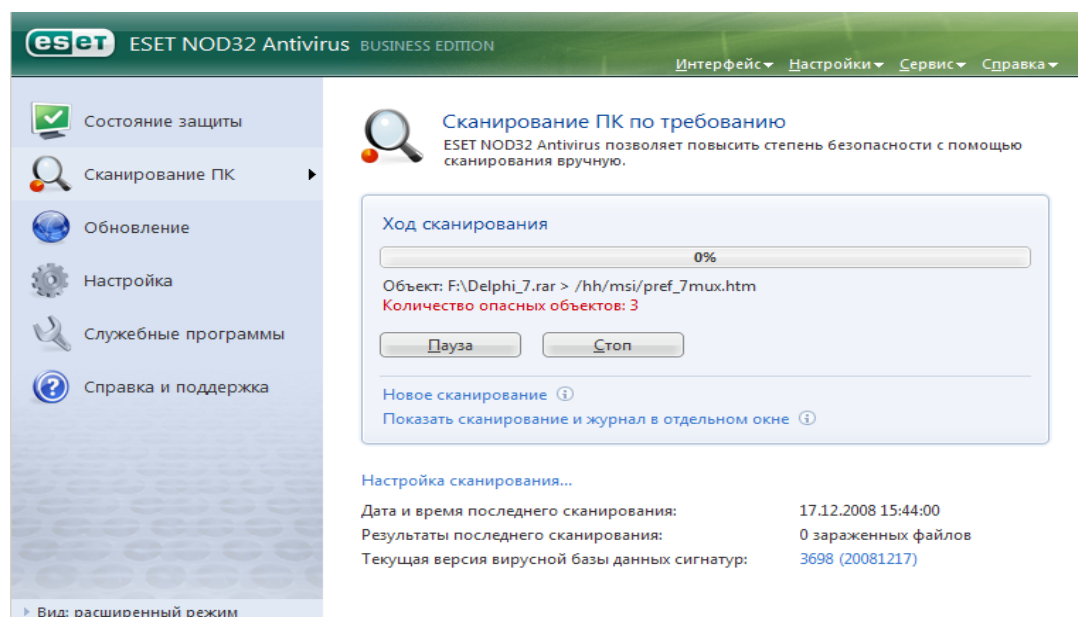 eset ESET NOD32 Antivirus BUSINESS EDITION
Интерфейс Настройки Сервис Справка
Состояние защиты
Сканирование ПК
Обновление
Настройка
Служебные программы
Справка и поддержка
Вид: расширенный режим
Сканирование ПК по требованию
ESET NOD32 Antivirus позволяет повысить степень безопасности с помощью
сканирования вручную.
Ход сканирования
0%
Объект: F:\Delphi_7.rar > /hh/msi/pref_7mux.htm
Количество опасных объектов: 3
Пауза Стоп
Новое сканирование
Показать сканирование и журнал в отдельном окне
Настройка сканирования...
Дата и время последнего сканирования: 17.12.2008 15:44:00
Результаты последнего сканирования: 0 зараженных файлов
Текущая версия вирусной базы данных сигнатур: 3698 (20081217)